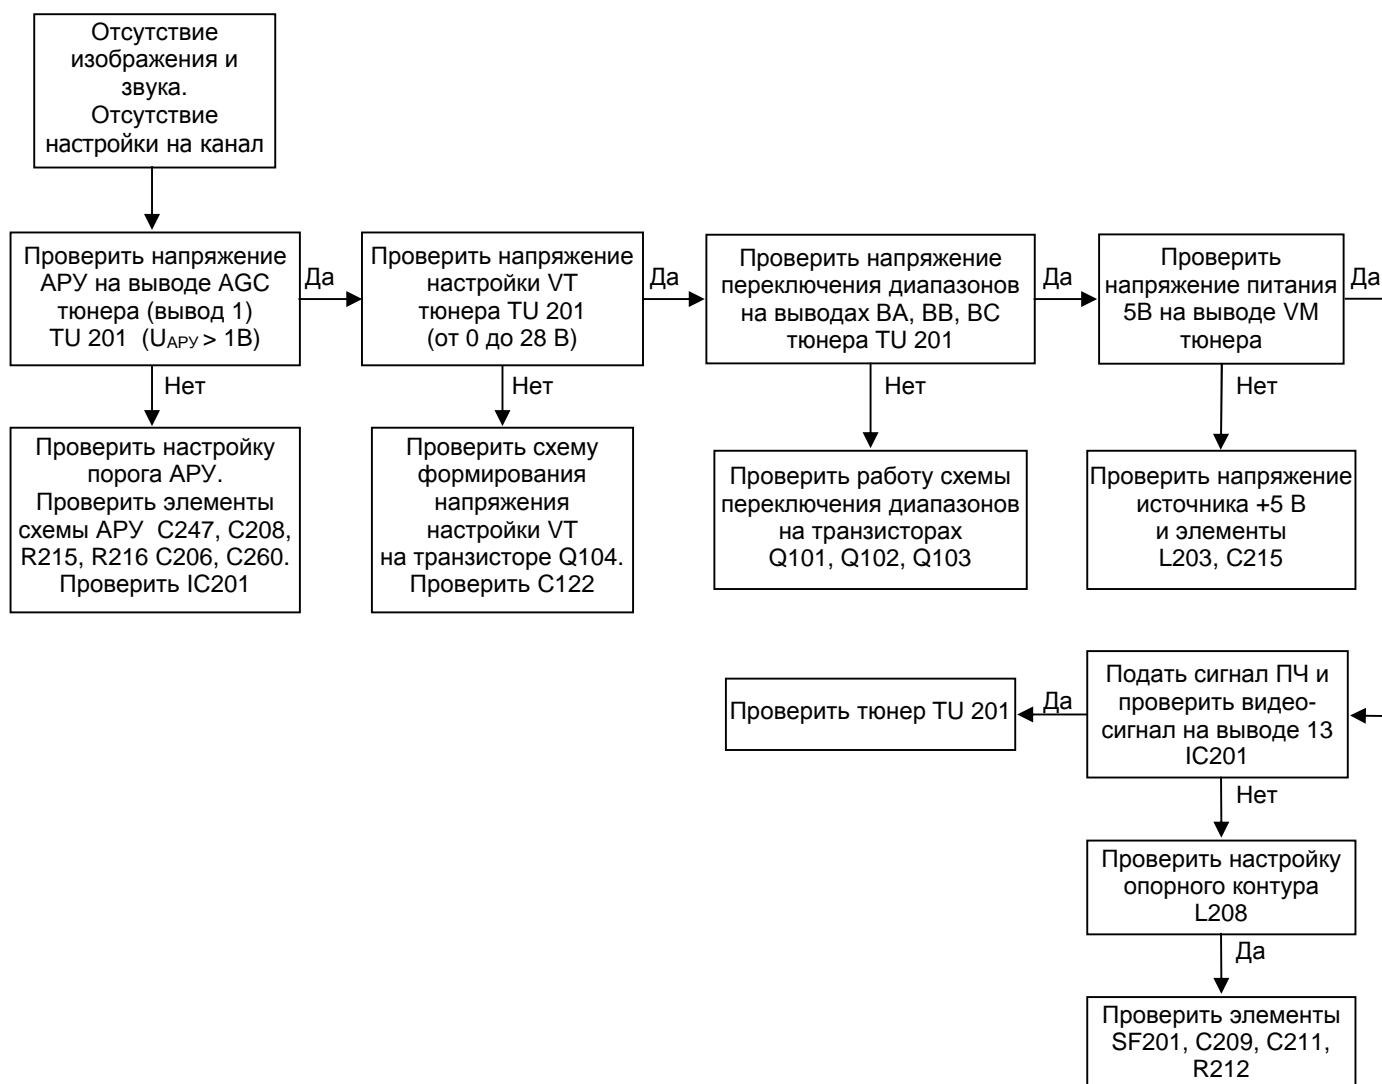 Отсутствие
изображения и
звука.
Отсутствие
настройки на канал
Проверить напряжение
АРУ на выводе AGC
тюнера (вывод 1)
TU 201 (UАРУ > 1В)
Да
Проверить напряжение
настройки VT
тюнера TU 201
(от 0 до 28 В)
Да
Проверить напряжение
переключения диапазонов
на выводах BA, BB, BC
тюнера TU 201
Да
Проверить
напряжение питания
5В на выводе VM
тюнера
Да
Нет
Нет
Нет
Нет
Проверить настройку
порога АРУ.
Проверить элементы
схемы АРУ C247, C208,
R215, R216 C206, C260.
Проверить IC201
Проверить схему
формирования
напряжения
настройки VT
на транзисторе Q104.
Проверить C122
Проверить работу схемы
переключения диапазонов
на транзисторах
Q101, Q102, Q103
Проверить напряжение
источника +5 В
и элементы
L203, C215
Проверить тюнер TU 201
Да
Подать сигнал ПЧ и
проверить видео-
сигнал на выводе 13
IC201
Нет
Проверить настройку
опорного контура
L208
Да
Проверить элементы
SF201, C209, C211,
R212